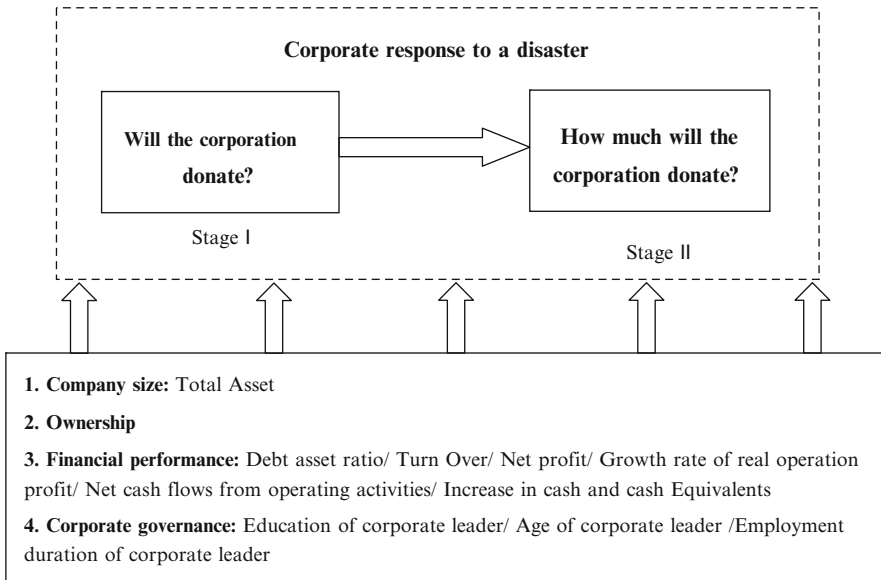 Corporate response to a disaster
Will the corporation
donate?
How much will the
corporation donate?
Stage I
Stage II
1. Company size: Total Asset
2. Ownership
3. Financial performance: Debt asset ratio/ Turn Over/ Net profit/ Growth rate of real operation
profit/ Net cash flows from operating activities/ Increase in cash and cash Equivalents
4. Corporate governance: Education of corporate leader/ Age of corporate leader /Employment
duration of corporate leader